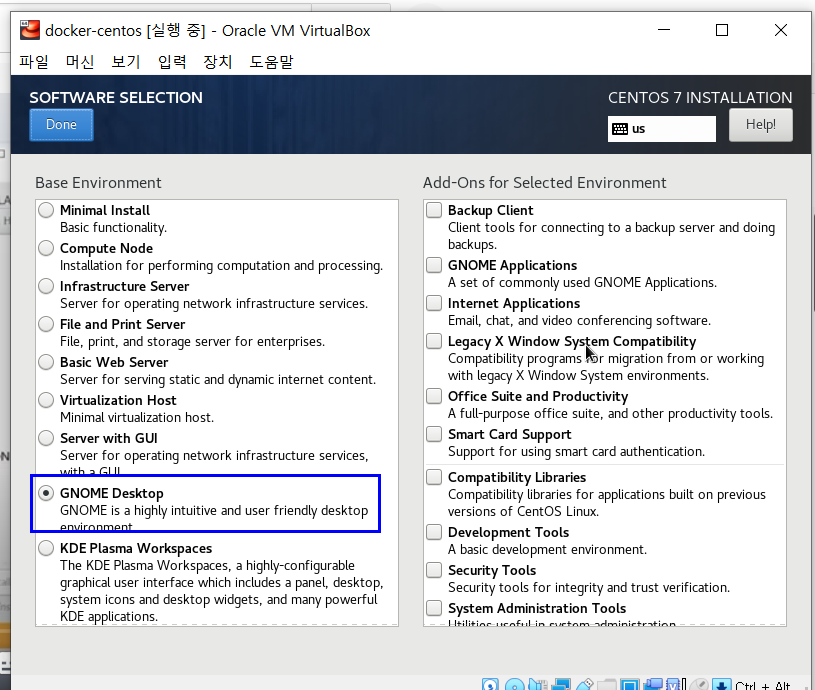 docker-centos [실행 중] - Oracle VM VirtualBox
파일 머신 보기 입력 장치 도움말
SOFTWARE SELECTION
CENTOS 7 INSTALLATION
Done
us
Help!
Base Environment
Minimal Install
Basic functionality.
Compute Node
Installation for performing computation and processing.
Infrastructure Server
Server for operating network infrastructure services.
File and Print Server
File, print, and storage server for enterprises.
Basic Web Server
Server for serving static and dynamic internet content.
Virtualization Host
Minimal virtualization host.
Server with GUI
Server for operating network infrastructure services,
with a GUI
GNOME Desktop
GNOME is a highly intuitive and user friendly desktop
environment
KDE Plasma Workspaces
The KDE Plasma Workspaces, a highly-configurable
graphical user interface which includes a panel, desktop,
system icons and desktop widgets, and many powerful
KDE applications.
Add-Ons for Selected Environment
Backup Client
Client tools for connecting to a backup server and doing
backups.
GNOME Applications
A set of commonly used GNOME Applications.
Internet Applications
Email, chat, and video conferencing software.
Legacy X Window System Compatibility
Compatibility programs for migration from or working
with legacy X Window System environments.
Office Suite and Productivity
A full-purpose office suite, and other productivity tools.
Smart Card Support
Support for using smart card authentication.
Compatibility Libraries
Compatibility libraries for applications built on previous
versions of CentOS Linux.
Development Tools
A basic development environment.
Security Tools
Security tools for integrity and trust verification.
System Administration Tools
Utilities useful in system administration
Ctrl + Alt